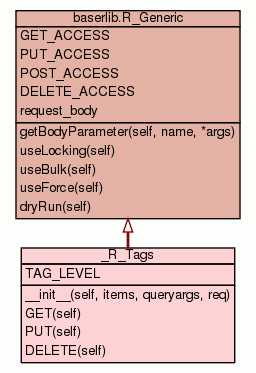 baserlib.R_Generic
GET_ACCESS
PUT_ACCESS
POST_ACCESS
DELETE_ACCESS
request_body
getBodyParameter(self, name, *args)
useLocking(self)
useBulk(self)
useForce(self)
dryRun(self)
_R_Tags
TAG_LEVEL
__init__(self, items, queryargs, req)
GET(self)
PUT(self)
DELETE(self)